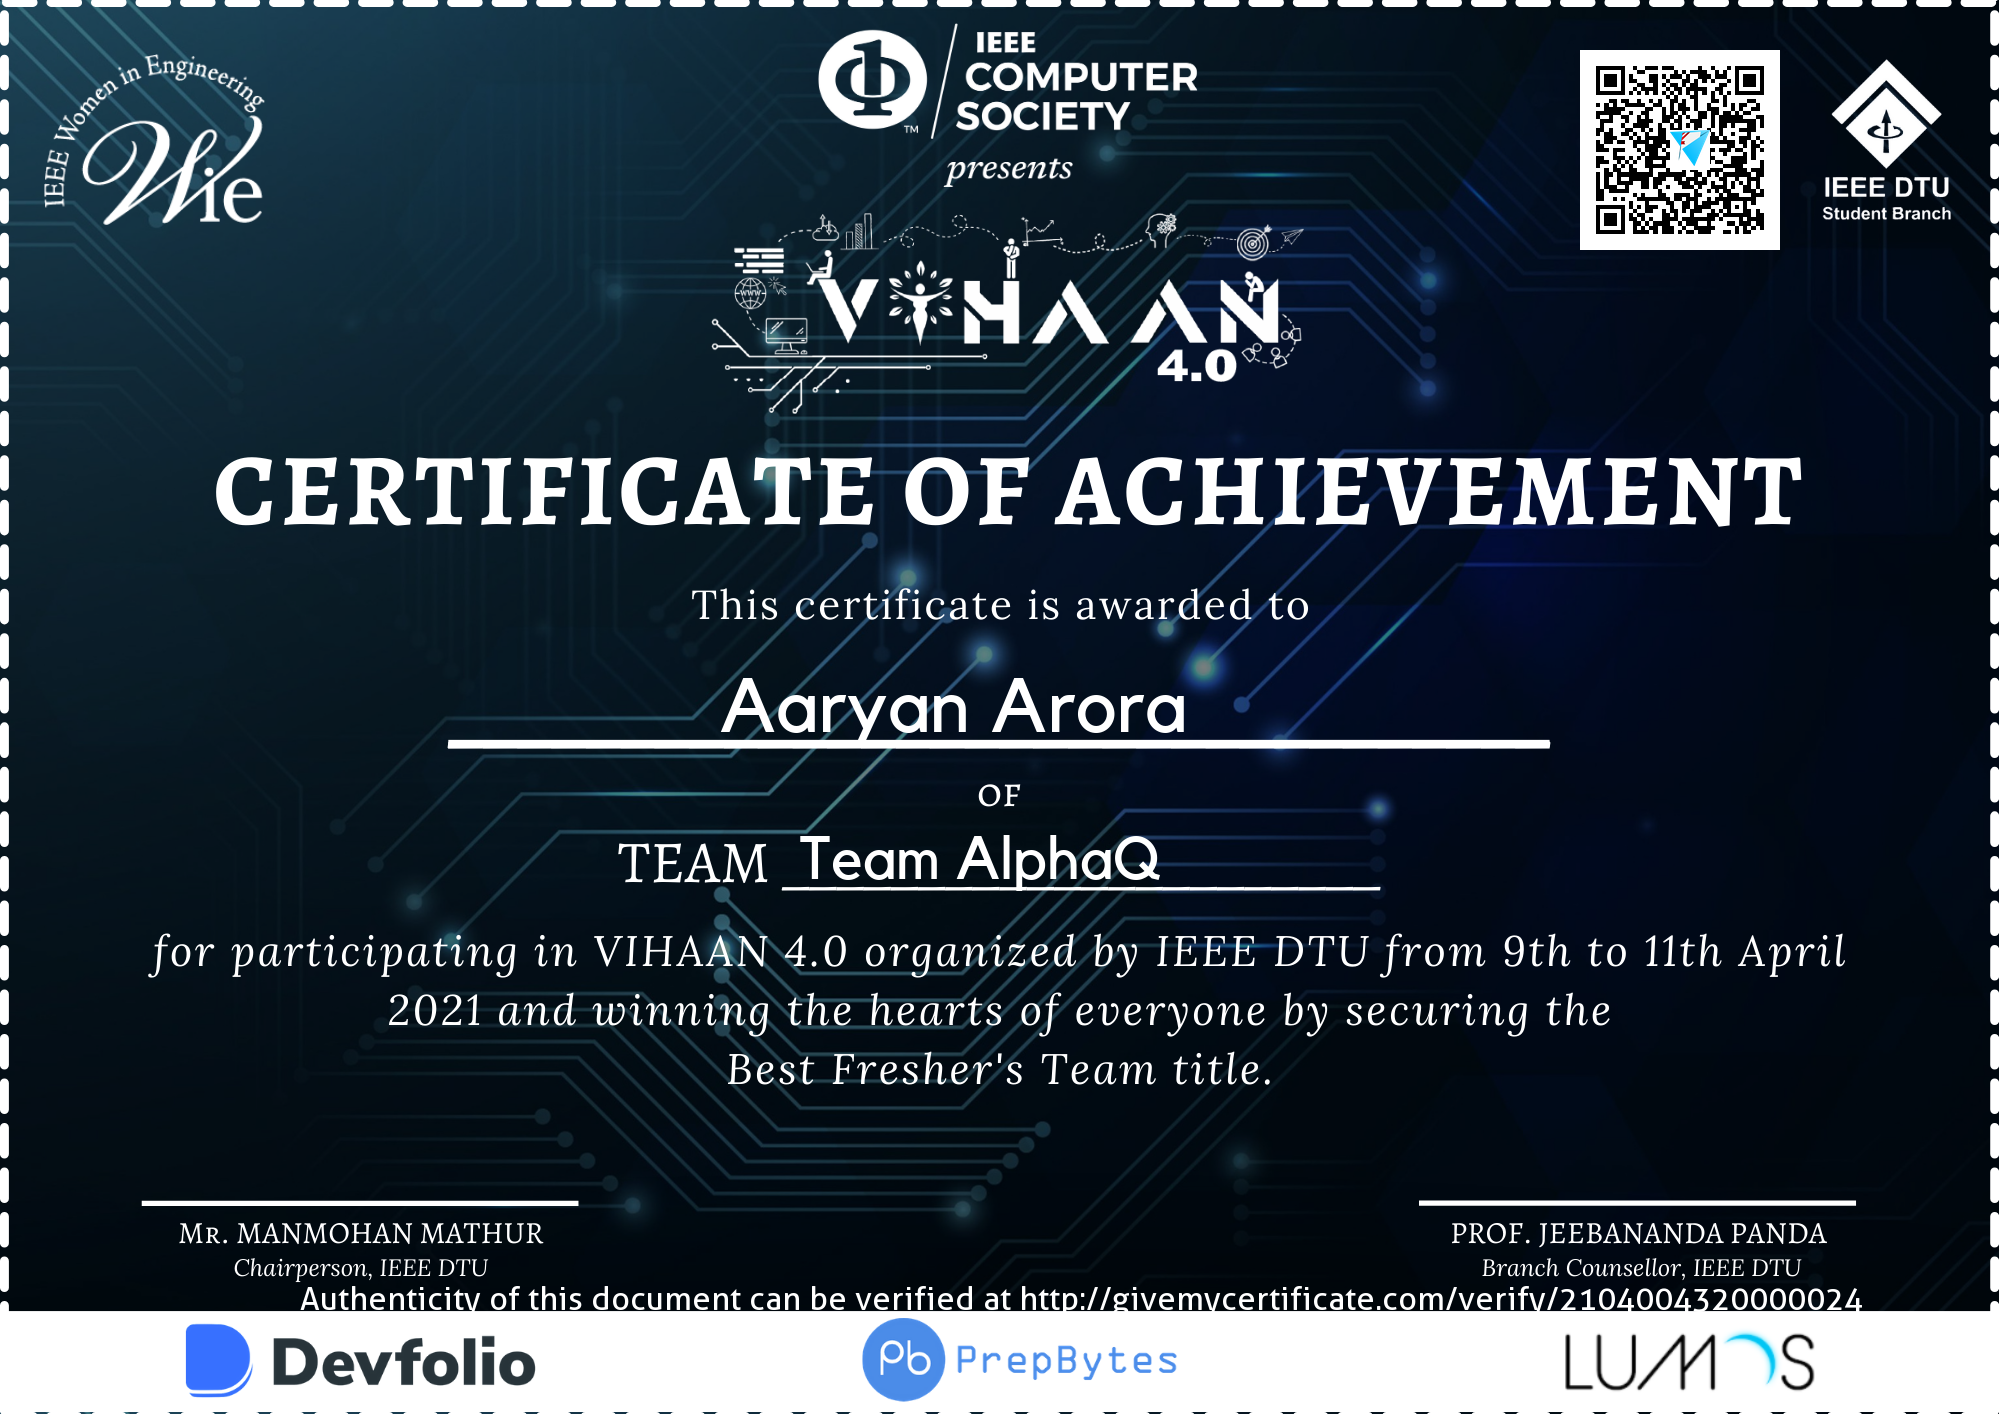 IEEE Women in Engineering
Wie
IEEE
COMPUTER
SOCIETY
TM
presents
IEEE DTU
Student Branch
WWW
VIHAAN
4.0
CERTIFICATE OF ACHIEVEMENT
This certificate is awarded to
Aaryan Arora
OF
TEAM Team AlphaQ
for participating in VIHAAN 4.0 organized by IEEE DTU from 9th to 11th April
2021 and winning the hearts of everyone by securing the
Best Fresher's Team title.
MR. MANMOHAN MATHUR
Chairperson, IEEE DTU
PROF. JEEBANANDA PANDA
Branch Counsellor, IEEE DTU
Authenticity of this document can be verified at http://givemycertificate.com/verify/2104004320000024
Devfolio
Pb PrepBytes
LUMOS